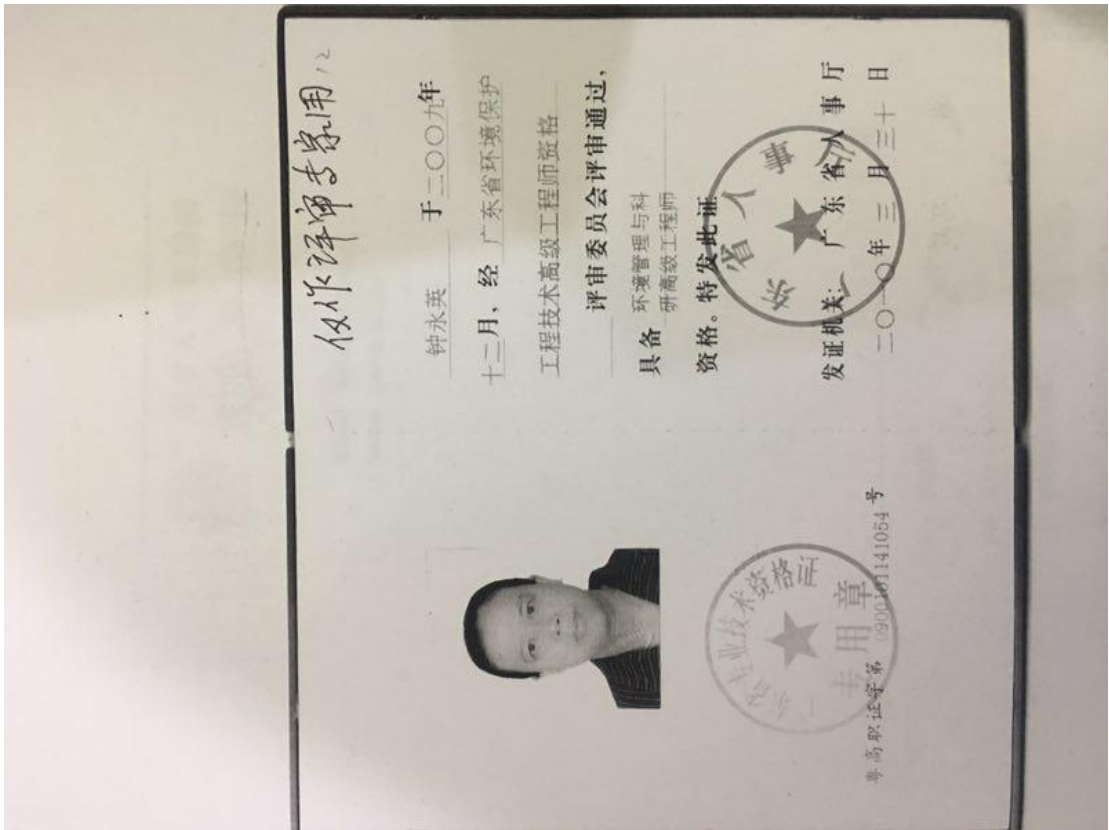 仅作评审专家用
钟永英 于二〇〇九年
十二月，经 广东省环境保护
工程技术高级工程师资格
评审委员会评审通过，
具备 环境管理与科
研高级工程师
资格。特发此证
发证机关：广东省人事厅
二〇一〇年三月三十日
广东省人事厅
广东省专业技术资格证
专用章
粤高职证字第 0900101141054 号